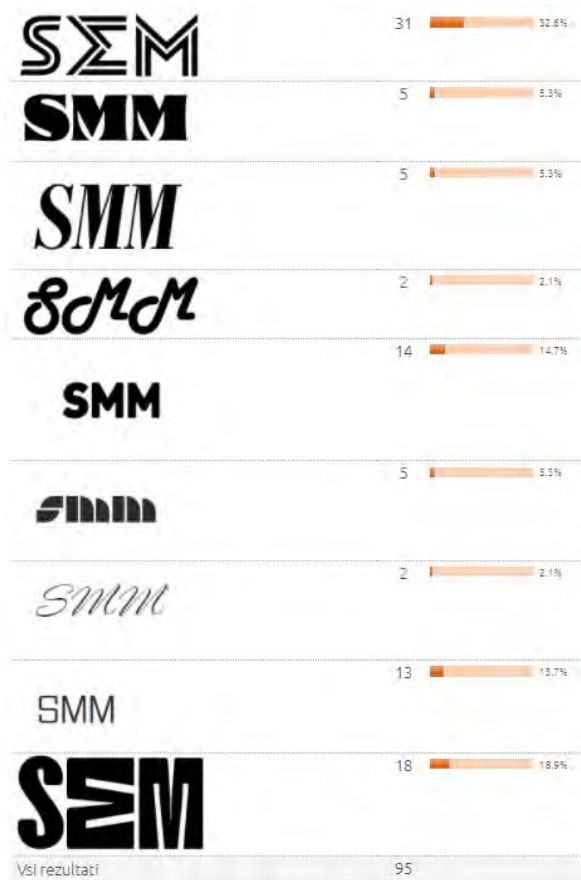 SΣM 31 32.6%
SMM 5 5.3%
SMM 5 5.3%
SMM 2 2.1%
SMM 14 14.7%
smm 5 5.3%
SMM 2 2.1%
SMM 13 13.7%
SΣM 18 18.9%
Vsi rezultati 95